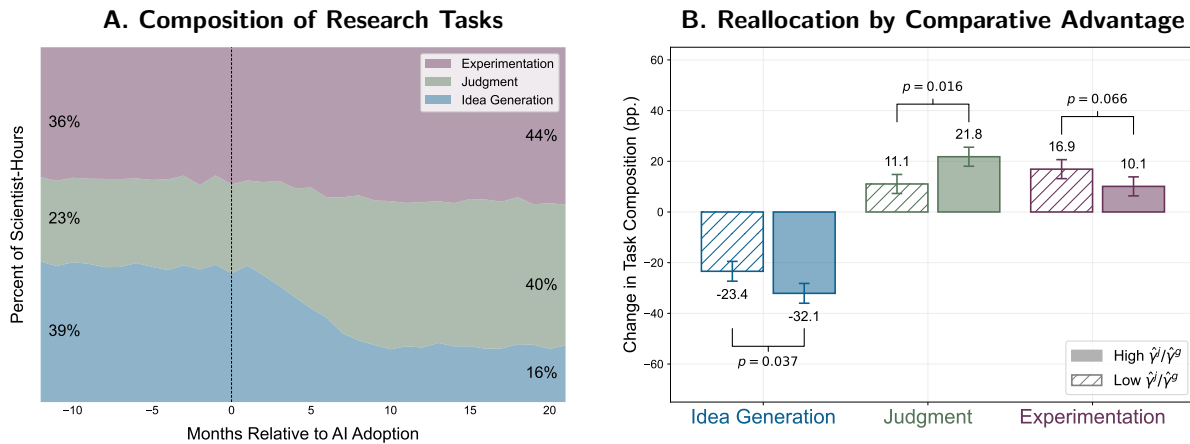 A. Composition of Research Tasks
Percent of Scientist-Hours
Experimentation
Judgment
Idea Generation
36%
44%
23%
40%
39%
16%
−10 −5 0 5 10 15 20
Months Relative to AI Adoption
B. Reallocation by Comparative Advantage
Change in Task Composition (pp.)
60
40
20
0
−20
−40
−60
p = 0.016
p = 0.066
21.8
16.9
11.1
10.1
-23.4
-32.1
p = 0.037
High γ̂ʲ/γ̂ᵍ
Low γ̂ʲ/γ̂ᵍ
Idea Generation Judgment Experimentation